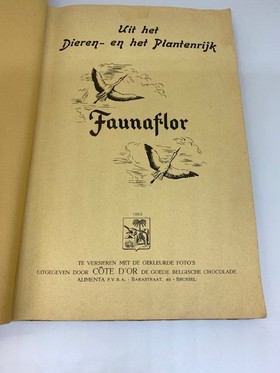 Uit het
Dieren- en het Plantenrijk
Faunaflor
TE VERSIEREN MET DE GEKLEURDE FOTO'S
UITGEGEVEN DOOR CÔTE D'OR DE GOEDE BELGISCHE CHOCOLADE
ALIMENTA P.V.B.A. - BARASTRAAT, 40 - BRUSSEL